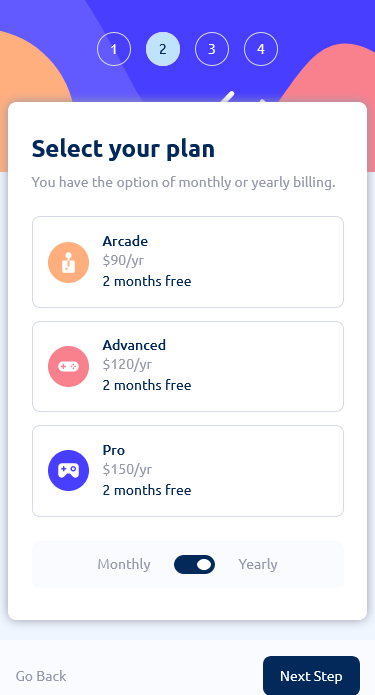 1 2 3 4
Select your plan
You have the option of monthly or yearly billing.
Arcade
$90/yr
2 months free
Advanced
$120/yr
2 months free
Pro
$150/yr
2 months free
Monthly Yearly
Go Back Next Step